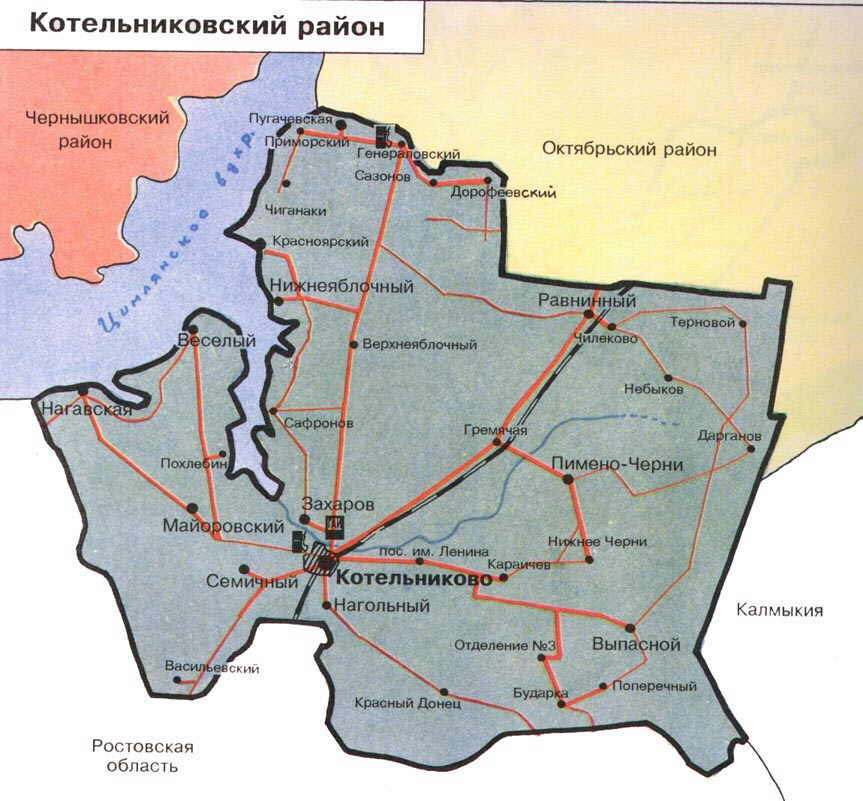 Котельниковский район
Чернышковский
район
Октябрьский район
Цимлянское вдхр.
Пугачевская
Приморский
Генераловский
Сазонов
Дорофеевский
Чиганаки
Красноярский
Нижнеяблочный
Равнинный
Терновой
Чилеково
Веселый
Верхнеяблочный
Небыков
Нагавская
Сафронов
Гремячая
Дарганов
Похлебин
Пимено-Черни
Захаров
Майоровский
Нижнее Черни
пос. им. Ленина
Караичев
Семичный
Котельниково
Нагольный
Калмыкия
Отделение №3
Выпасной
Васильевский
Красный Донец
Бударка
Поперечный
Ростовская
область